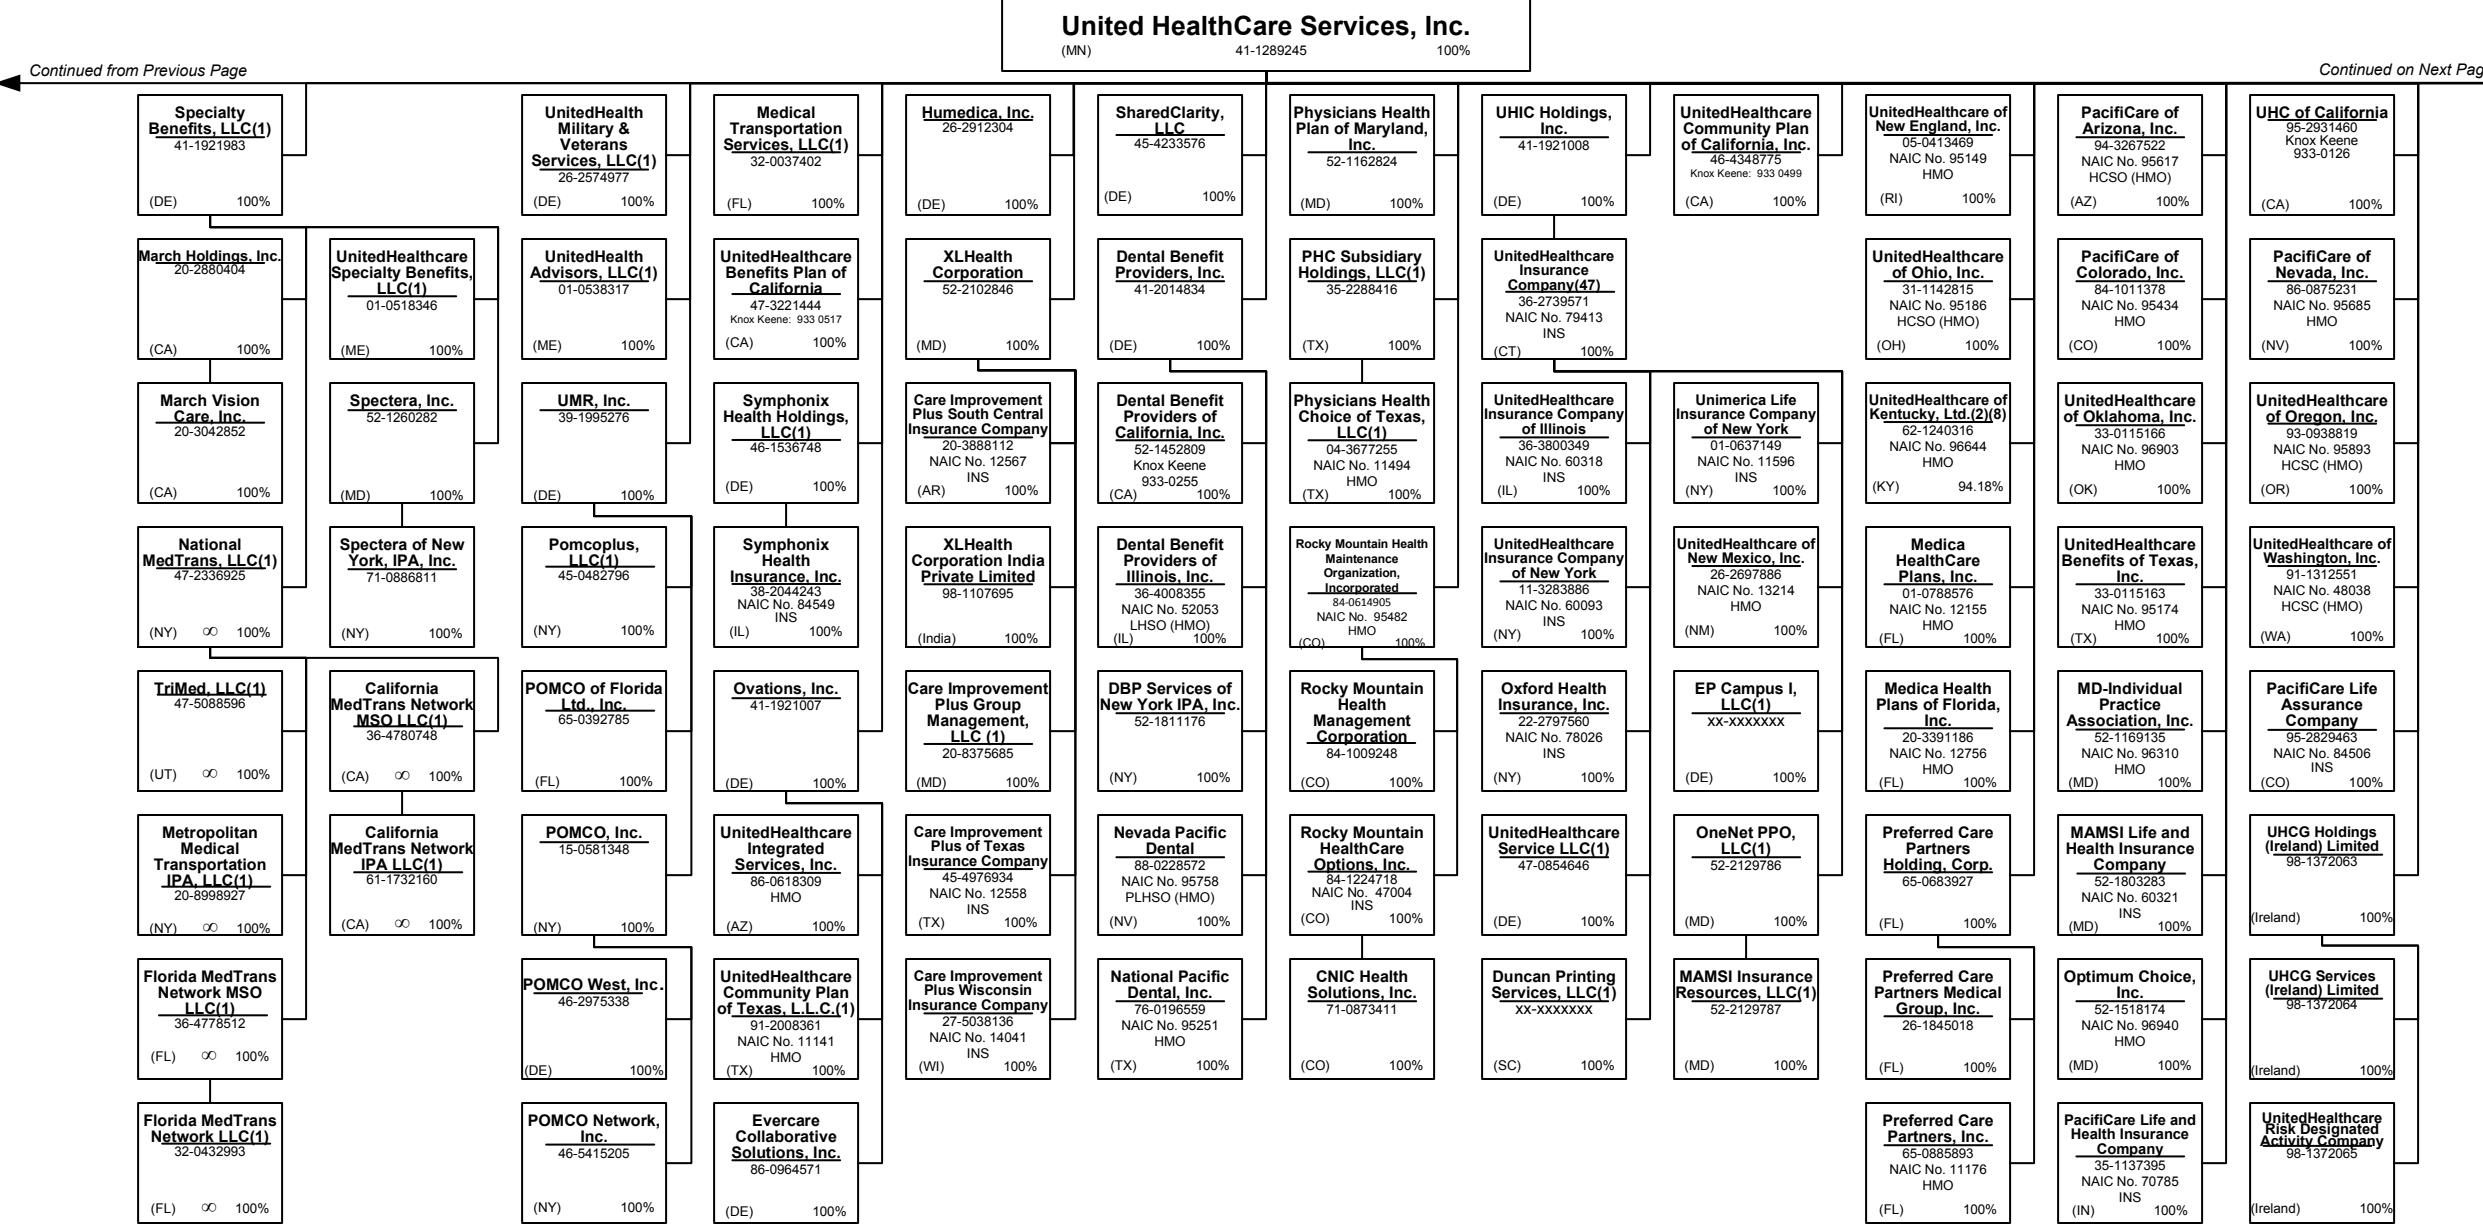 United HealthCare Services, Inc.
(MN) 41-1289245 100%
Continued from Previous Page
Continued on Next Pag
Specialty
Benefits, LLC(1)
41-1921983
(DE) 100%
UnitedHealth
Military &
Veterans
Services, LLC(1)
26-2574977
(DE) 100%
Medical
Transportation
Services, LLC(1)
32-0037402
(FL) 100%
Humedica, Inc.
26-2912304
(DE) 100%
SharedClarity,
LLC
45-4233576
(DE) 100%
Physicians Health
Plan of Maryland,
Inc.
52-1162824
(MD) 100%
UHIC Holdings,
Inc.
41-1921008
(DE) 100%
UnitedHealthcare
Community Plan
of California, Inc.
46-4348775
Knox Keene: 933 0499
(CA) 100%
UnitedHealthcare of
New England, Inc.
05-0413469
NAIC No. 95149
HMO
(RI) 100%
PacifiCare of
Arizona, Inc.
94-3267522
NAIC No. 95617
HCSO (HMO)
(AZ) 100%
UHC of California
95-2931460
Knox Keene
933-0126
(CA) 100%
March Holdings, Inc.
20-2880404
(CA) 100%
UnitedHealthcare
Specialty Benefits,
LLC(1)
01-0518346
(ME) 100%
UnitedHealth
Advisors, LLC(1)
01-0538317
(ME) 100%
UnitedHealthcare
Benefits Plan of
California
47-3221444
Knox Keene: 933 0517
(CA) 100%
XLHealth
Corporation
52-2102846
(MD) 100%
Dental Benefit
Providers, Inc.
41-2014834
(DE) 100%
PHC Subsidiary
Holdings, LLC(1)
35-2288416
(TX) 100%
UnitedHealthcare
Insurance
Company(47)
36-2739571
NAIC No. 79413
INS
(CT) 100%
UnitedHealthcare
of Ohio, Inc.
31-1142815
NAIC No. 95186
HCSO (HMO)
(OH) 100%
PacifiCare of
Colorado, Inc.
84-1011378
NAIC No. 95434
HMO
(CO) 100%
PacifiCare of
Nevada, Inc.
86-0875231
NAIC No. 95685
HMO
(NV) 100%
March Vision
Care, Inc.
20-3042852
(CA) 100%
Spectera, Inc.
52-1260282
(MD) 100%
UMR, Inc.
39-1995276
(DE) 100%
Symphonix
Health Holdings,
LLC(1)
46-1536748
(DE) 100%
Care Improvement
Plus South Central
Insurance Company
20-3888112
NAIC No. 12567
INS
(AR) 100%
Dental Benefit
Providers of
California, Inc.
52-1452809
Knox Keene
933-0255
(CA) 100%
Physicians Health
Choice of Texas,
LLC(1)
04-3677255
NAIC No. 11494
HMO
(TX) 100%
UnitedHealthcare
Insurance Company
of Illinois
36-3800349
NAIC No. 60318
INS
(IL) 100%
Unimerica Life
Insurance Company
of New York
01-0637149
NAIC No. 11596
INS
(NY) 100%
UnitedHealthcare of
Kentucky, Ltd.(2)(8)
62-1240316
NAIC No. 96644
HMO
(KY) 94.18%
UnitedHealthcare
of Oklahoma, Inc.
33-0115166
NAIC No. 96903
HMO
(OK) 100%
UnitedHealthcare
of Oregon, Inc.
93-0938819
NAIC No. 95893
HCSC (HMO)
(OR) 100%
National
MedTrans, LLC(1)
47-2336925
(NY) ∞ 100%
Spectera of New
York, IPA, Inc.
71-0886811
(NY) 100%
Pomcoplus,
LLC(1)
45-0482796
(NY) 100%
Symphonix
Health
Insurance, Inc.
38-2044243
NAIC No. 84549
INS
(IL) 100%
XLHealth
Corporation India
Private Limited
98-1107695
(India) 100%
Dental Benefit
Providers of
Illinois, Inc.
36-4008355
NAIC No. 52053
LHSO (HMO)
(IL) 100%
Rocky Mountain Health
Maintenance
Organization,
Incorporated
84-0614905
NAIC No. 95482
HMO
(CO) 100%
UnitedHealthcare
Insurance Company
of New York
11-3283886
NAIC No. 60093
INS
(NY) 100%
UnitedHealthcare of
New Mexico, Inc.
26-2697886
NAIC No. 13214
HMO
(NM) 100%
Medica
HealthCare
Plans, Inc.
01-0788576
NAIC No. 12155
HMO
(FL) 100%
UnitedHealthcare
Benefits of Texas,
Inc.
33-0115163
NAIC No. 95174
HMO
(TX) 100%
UnitedHealthcare of
Washington, Inc.
91-1312551
NAIC No. 48038
HCSC (HMO)
(WA) 100%
TriMed, LLC(1)
47-5088596
(UT) ∞ 100%
California
MedTrans Network
MSO LLC(1)
36-4780748
(CA) ∞ 100%
POMCO of Florida
Ltd., Inc.
65-0392785
(FL) 100%
Ovations, Inc.
41-1921007
(DE) 100%
Care Improvement
Plus Group
Management,
LLC (1)
20-8375685
(MD) 100%
DBP Services of
New York IPA, Inc.
52-1811176
(NY) 100%
Rocky Mountain
Health
Management
Corporation
84-1009248
(CO) 100%
Oxford Health
Insurance, Inc.
22-2797560
NAIC No. 78026
INS
(NY) 100%
EP Campus I,
LLC(1)
xx-xxxxxxx
(DE) 100%
Medica Health
Plans of Florida,
Inc.
20-3391186
NAIC No. 12756
HMO
(FL) 100%
MD-Individual
Practice
Association, Inc.
52-1169135
NAIC No. 96310
HMO
(MD) 100%
PacifiCare Life
Assurance
Company
95-2829463
NAIC No. 84506
INS
(CO) 100%
Metropolitan
Medical
Transportation
IPA, LLC(1)
20-8998927
(NY) ∞ 100%
California
MedTrans Network
IPA LLC(1)
61-1732160
(CA) ∞ 100%
POMCO, Inc.
15-0581348
(NY) 100%
UnitedHealthcare
Integrated
Services, Inc.
86-0618309
HMO
(AZ) 100%
Care Improvement
Plus of Texas
Insurance Company
45-4976934
NAIC No. 12558
INS
(TX) 100%
Nevada Pacific
Dental
88-0228572
NAIC No. 95758
PLHSO (HMO)
(NV) 100%
Rocky Mountain
HealthCare
Options, Inc.
84-1224718
NAIC No. 47004
INS
(CO) 100%
UnitedHealthcare
Service LLC(1)
47-0854646
(DE) 100%
OneNet PPO,
LLC(1)
52-2129786
(MD) 100%
Preferred Care
Partners
Holding, Corp.
65-0683927
(FL) 100%
MAMSI Life and
Health Insurance
Company
52-1803283
NAIC No. 60321
INS
(MD) 100%
UHCG Holdings
(Ireland) Limited
98-1372063
(Ireland) 100%
Florida MedTrans
Network MSO
LLC(1)
36-4778512
(FL) ∞ 100%
POMCO West, Inc.
46-2975338
(DE) 100%
UnitedHealthcare
Community Plan
of Texas, L.L.C.(1)
91-2008361
NAIC No. 11141
HMO
(TX) 100%
Care Improvement
Plus Wisconsin
Insurance Company
27-5038136
NAIC No. 14041
INS
(WI) 100%
National Pacific
Dental, Inc.
76-0196559
NAIC No. 95251
HMO
(TX) 100%
CNIC Health
Solutions, Inc.
71-0873411
(CO) 100%
Duncan Printing
Services, LLC(1)
xx-xxxxxxx
(SC) 100%
MAMSI Insurance
Resources, LLC(1)
52-2129787
(MD) 100%
Preferred Care
Partners Medical
Group, Inc.
26-1845018
(FL) 100%
Optimum Choice,
Inc.
52-1518174
NAIC No. 96940
HMO
(MD) 100%
UHCG Services
(Ireland) Limited
98-1372064
(Ireland) 100%
Florida MedTrans
Network LLC(1)
32-0432993
(FL) ∞ 100%
POMCO Network,
Inc.
46-5415205
(NY) 100%
Evercare
Collaborative
Solutions, Inc.
86-0964571
(DE) 100%
Preferred Care
Partners, Inc.
65-0885893
NAIC No. 11176
HMO
(FL) 100%
PacifiCare Life and
Health Insurance
Company
35-1137395
NAIC No. 70785
INS
(IN) 100%
UnitedHealthcare
Risk Designated
Activity Company
98-1372065
(Ireland) 100%